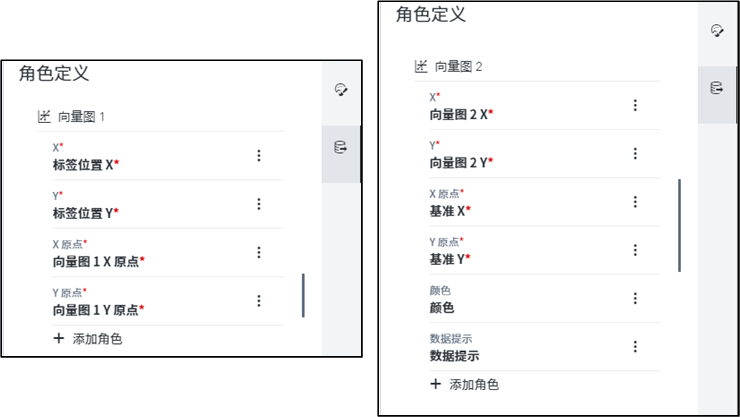 角色定义
向量图 1
X*
标签位置 X*
Y*
标签位置 Y*
X 原点*
向量图 1 X 原点*
Y 原点*
向量图 1 Y 原点*
+ 添加角色
角色定义
向量图 2
X*
向量图 2 X*
Y*
向量图 2 Y*
X 原点*
基准 X*
Y 原点*
基准 Y*
颜色
颜色
数据提示
数据提示
+ 添加角色